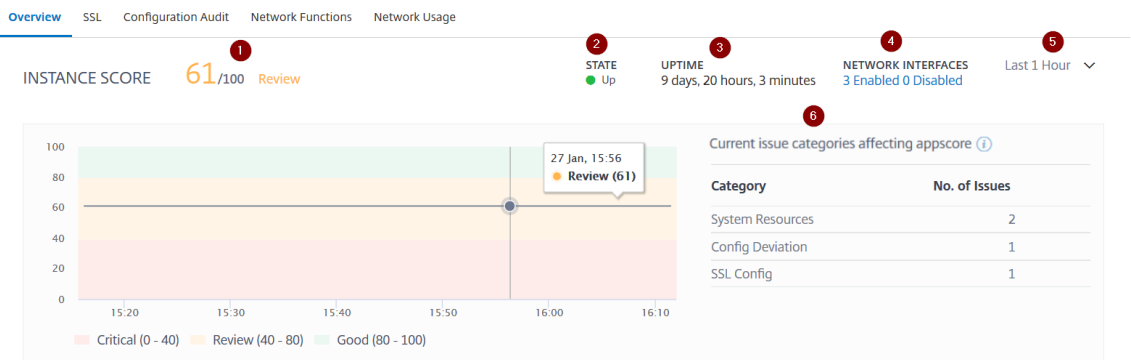 Overview SSL Configuration Audit Network Functions Network Usage
1 2 3 4 5
INSTANCE SCORE 61/100 Review
STATE
Up
UPTIME
9 days, 20 hours, 3 minutes
NETWORK INTERFACES
3 Enabled 0 Disabled
Last 1 Hour
6
100
80
60
40
20
0
27 Jan, 15:56
Review (61)
15:20 15:30 15:40 15:50 16:00 16:10
Critical (0 - 40) Review (40 - 80) Good (80 - 100)
Current issue categories affecting appscore i
Category No. of Issues
System Resources 2
Config Deviation 1
SSL Config 1